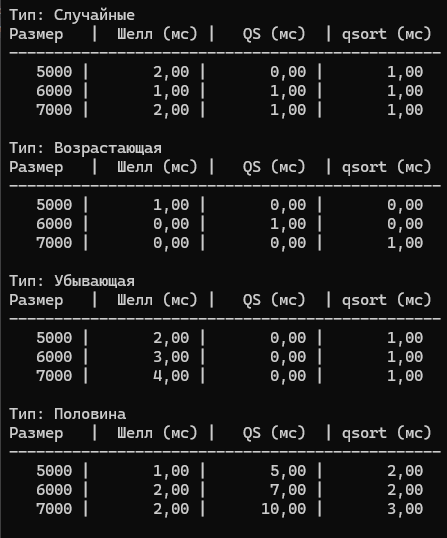 Тип: Случайные
Размер | Шелл (мс) | QS (мс) | qsort (мс)
5000 | 2,00 | 0,00 | 1,00
6000 | 1,00 | 1,00 | 1,00
7000 | 2,00 | 1,00 | 1,00
Тип: Возрастающая
Размер | Шелл (мс) | QS (мс) | qsort (мс)
5000 | 1,00 | 0,00 | 0,00
6000 | 0,00 | 1,00 | 0,00
7000 | 0,00 | 0,00 | 1,00
Тип: Убывающая
Размер | Шелл (мс) | QS (мс) | qsort (мс)
5000 | 2,00 | 0,00 | 1,00
6000 | 3,00 | 0,00 | 1,00
7000 | 4,00 | 0,00 | 1,00
Тип: Половина
Размер | Шелл (мс) | QS (мс) | qsort (мс)
5000 | 1,00 | 5,00 | 2,00
6000 | 2,00 | 7,00 | 2,00
7000 | 2,00 | 10,00 | 3,00